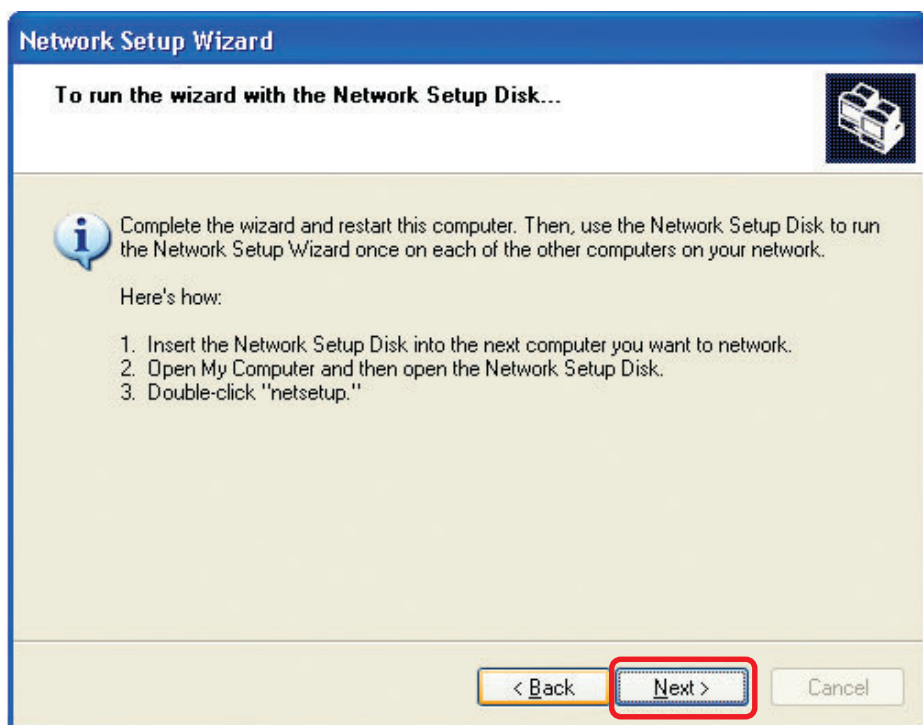 Network Setup Wizard
To run the wizard with the Network Setup Disk...
Complete the wizard and restart this computer. Then, use the Network Setup Disk to run
the Network Setup Wizard once on each of the other computers on your network.
Here's how:
1. Insert the Network Setup Disk into the next computer you want to network.
2. Open My Computer and then open the Network Setup Disk.
3. Double-click "netsetup."
< Back
Next >
Cancel